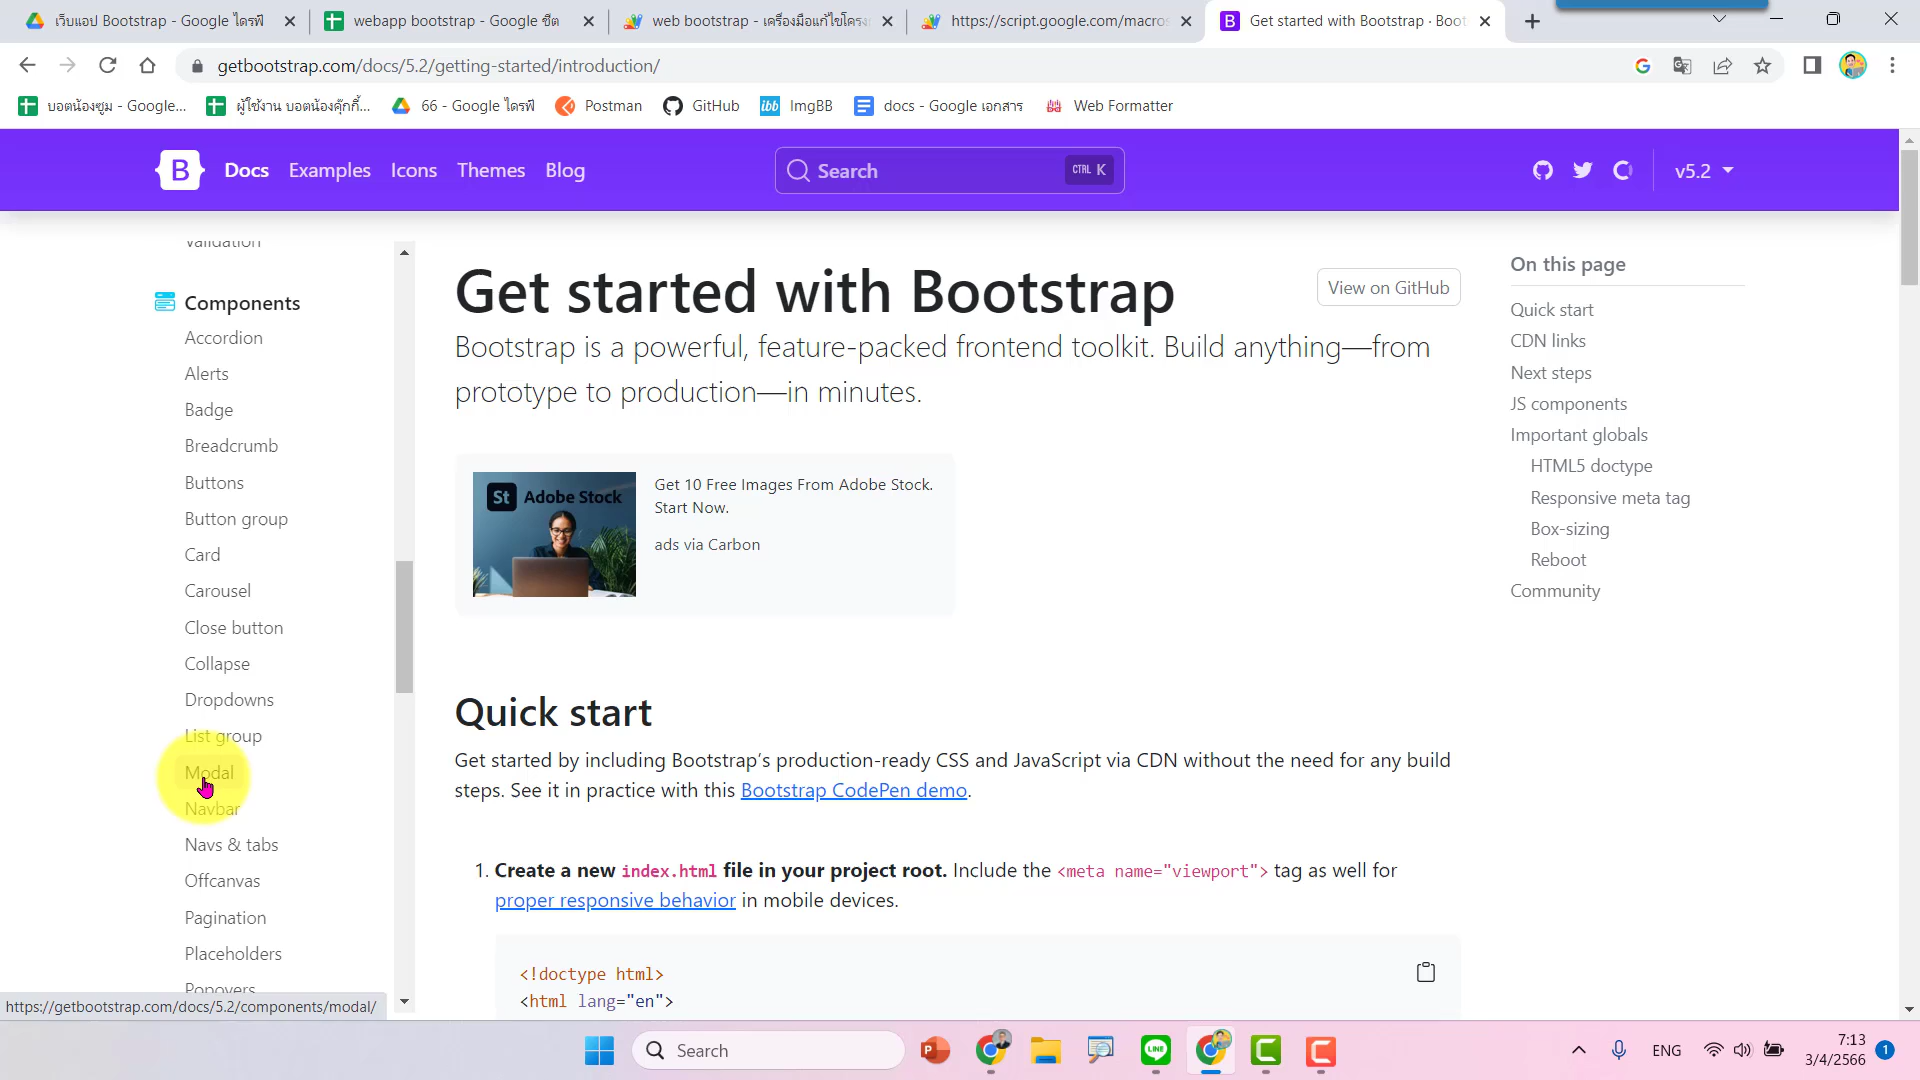 เว็บแอป Bootstrap - Google ไดรฟ์
webapp bootstrap - Google ชีต
web bootstrap - เครื่องมือแก้ไขโครง
https://script.google.com/macros
Get started with Bootstrap · Boot
getbootstrap.com/docs/5.2/getting-started/introduction/
บอตน้องซูม - Google...
ผู้ใช้งาน บอตน้องคุ้กกี้...
66 - Google ไดรฟ์
Postman
GitHub
ibb ImgBB
docs - Google เอกสาร
Web Formatter
B Docs Examples Icons Themes Blog
Search CTRL K
v5.2
Validation
Components
Accordion
Alerts
Badge
Breadcrumb
Buttons
Button group
Card
Carousel
Close button
Collapse
Dropdowns
List group
Modal
Navbar
Navs & tabs
Offcanvas
Pagination
Placeholders
Popovers
https://getbootstrap.com/docs/5.2/components/modal/
Get started with Bootstrap
View on GitHub
Bootstrap is a powerful, feature-packed frontend toolkit. Build anything—from
prototype to production—in minutes.
St Adobe Stock
Get 10 Free Images From Adobe Stock.
Start Now.
ads via Carbon
Quick start
Get started by including Bootstrap's production-ready CSS and JavaScript via CDN without the need for any build
steps. See it in practice with this Bootstrap CodePen demo.
1. Create a new index.html file in your project root. Include the <meta name="viewport"> tag as well for
proper responsive behavior in mobile devices.
<!doctype html>
<html lang="en">
On this page
Quick start
CDN links
Next steps
JS components
Important globals
HTML5 doctype
Responsive meta tag
Box-sizing
Reboot
Community
Search
ENG
7:13
3/4/2566
1